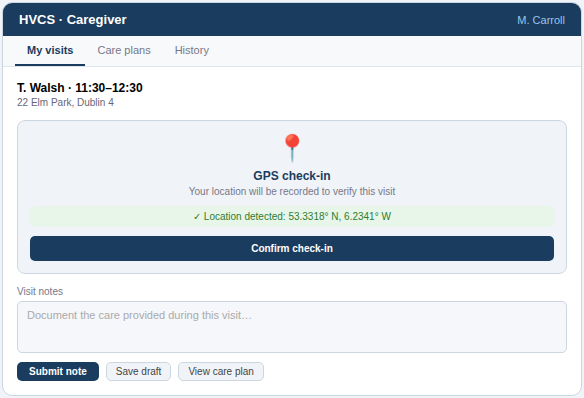 HVCS · Caregiver
M. Carroll
My visits
Care plans
History
T. Walsh · 11:30–12:30
22 Elm Park, Dublin 4
GPS check-in
Your location will be recorded to verify this visit
✓ Location detected: 53.3318° N, 6.2341° W
Confirm check-in
Visit notes
Document the care provided during this visit…
Submit note
Save draft
View care plan